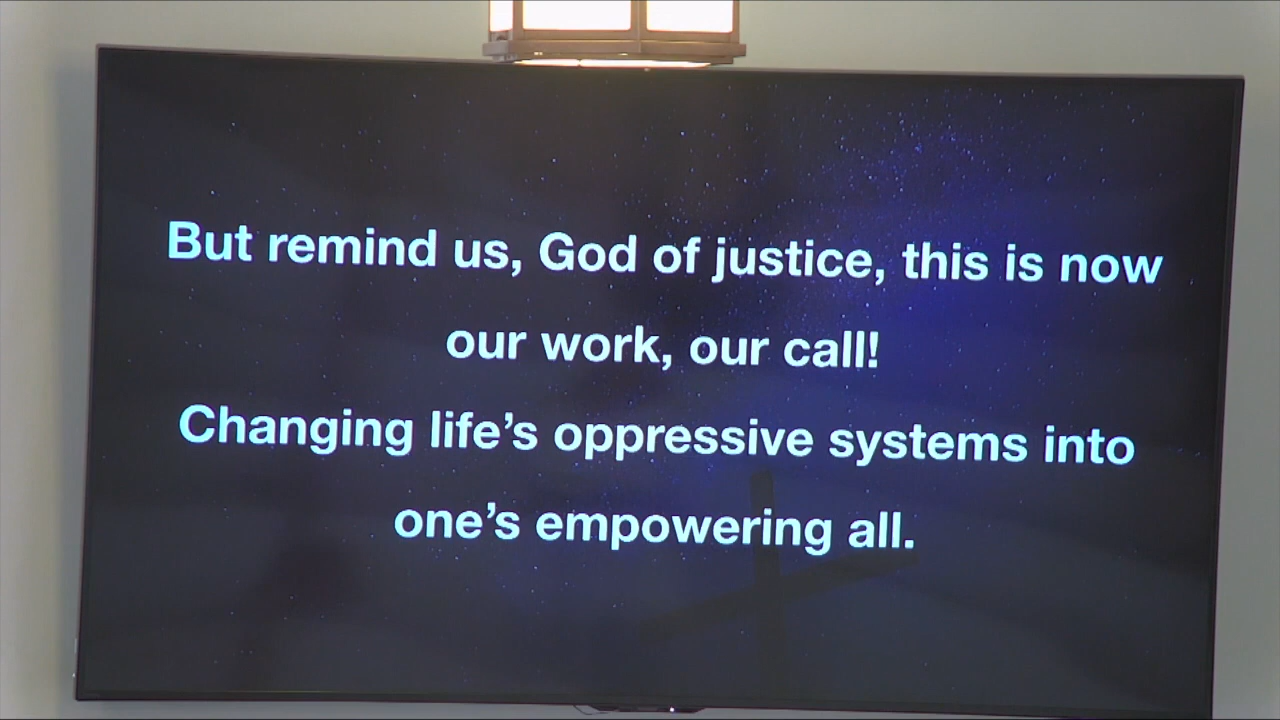 But remind us, God of justice, this is now
our work, our call!
Changing life’s oppressive systems into
one’s empowering all.